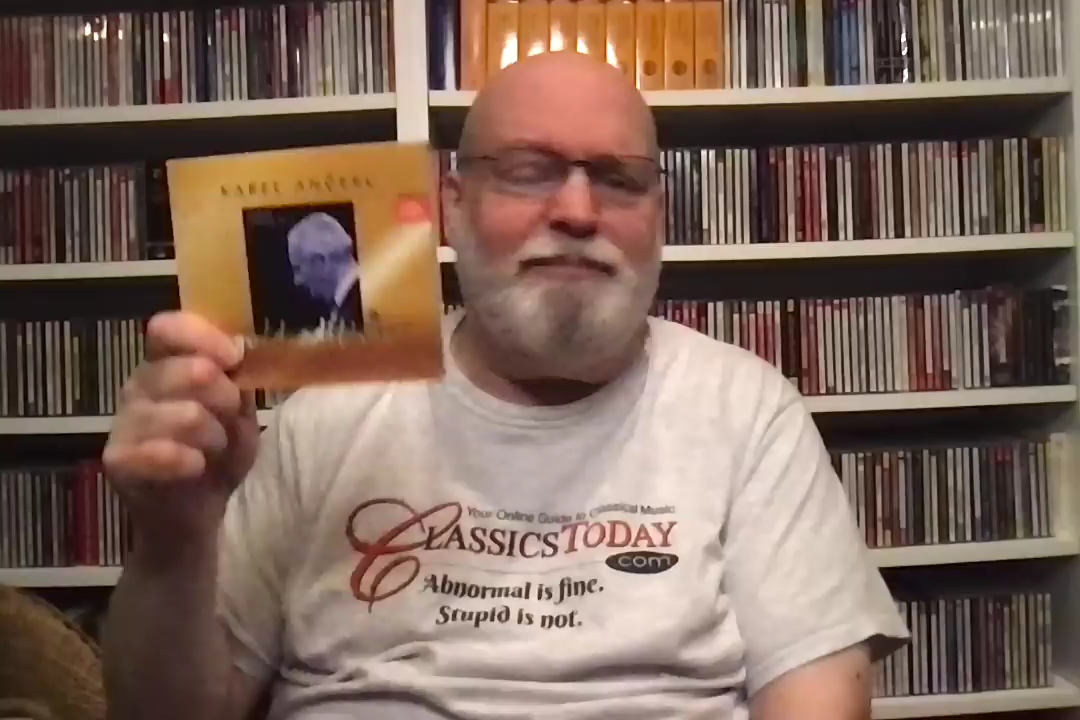 KAREL ANČERL
Your Online Guide to Classical Music
CLASSICSTODAY
com
Abnormal is fine.
Stupid is not.